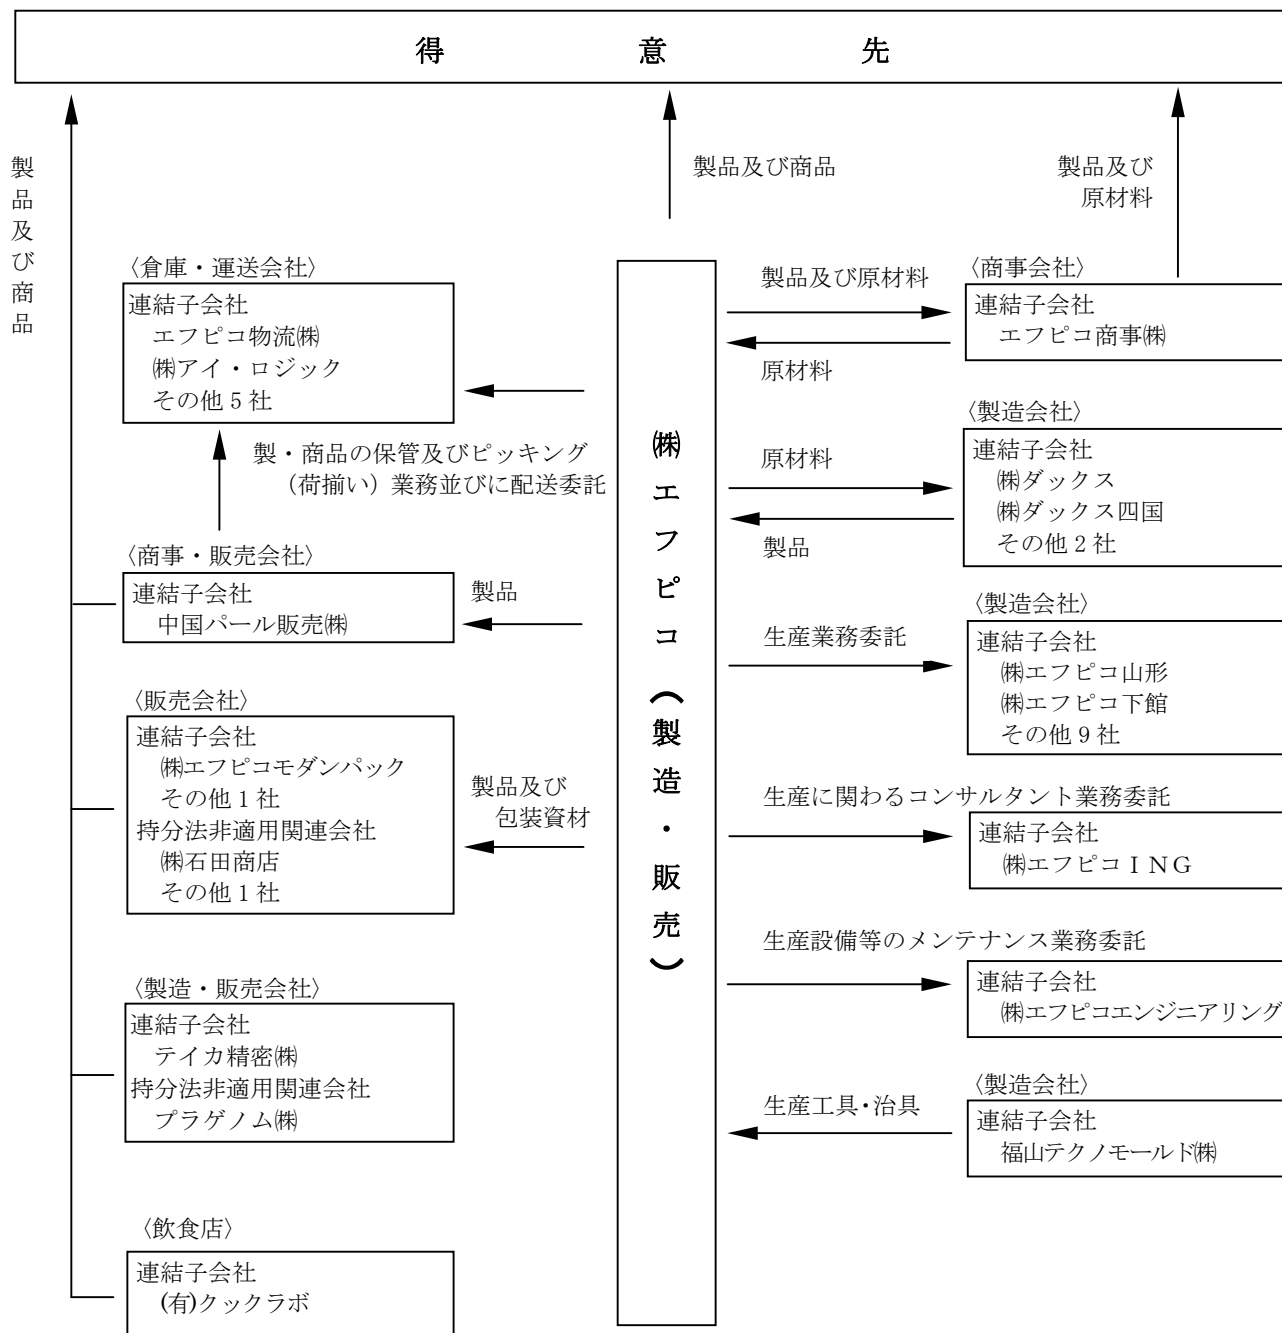 得意先
製品及び商品
製品及び商品
製品及び
原材料
〈倉庫・運送会社〉
連結子会社
エフピコ物流㈱
㈱アイ・ロジック
その他5社
製・商品の保管及びピッキング
（荷揃い）業務並びに配送委託
〈商事・販売会社〉
連結子会社
中国パール販売㈱
製品
〈販売会社〉
連結子会社
㈱エフピコモダンパック
その他1社
持分法非適用関連会社
㈱石田商店
その他1社
製品及び
包装資材
〈製造・販売会社〉
連結子会社
テイカ精密㈱
持分法非適用関連会社
プラゲノム㈱
〈飲食店〉
連結子会社
(有)クックラボ
㈱エフピコ（製造・販売）
製品及び原材料
原材料
〈商事会社〉
連結子会社
エフピコ商事㈱
原材料
製品
〈製造会社〉
連結子会社
㈱ダックス
㈱ダックス四国
その他2社
生産業務委託
〈製造会社〉
連結子会社
㈱エフピコ山形
㈱エフピコ下館
その他9社
生産に関わるコンサルタント業務委託
連結子会社
㈱エフピコＩＮＧ
生産設備等のメンテナンス業務委託
連結子会社
㈱エフピコエンジニアリング
生産工具・治具
〈製造会社〉
連結子会社
福山テクノモールド㈱